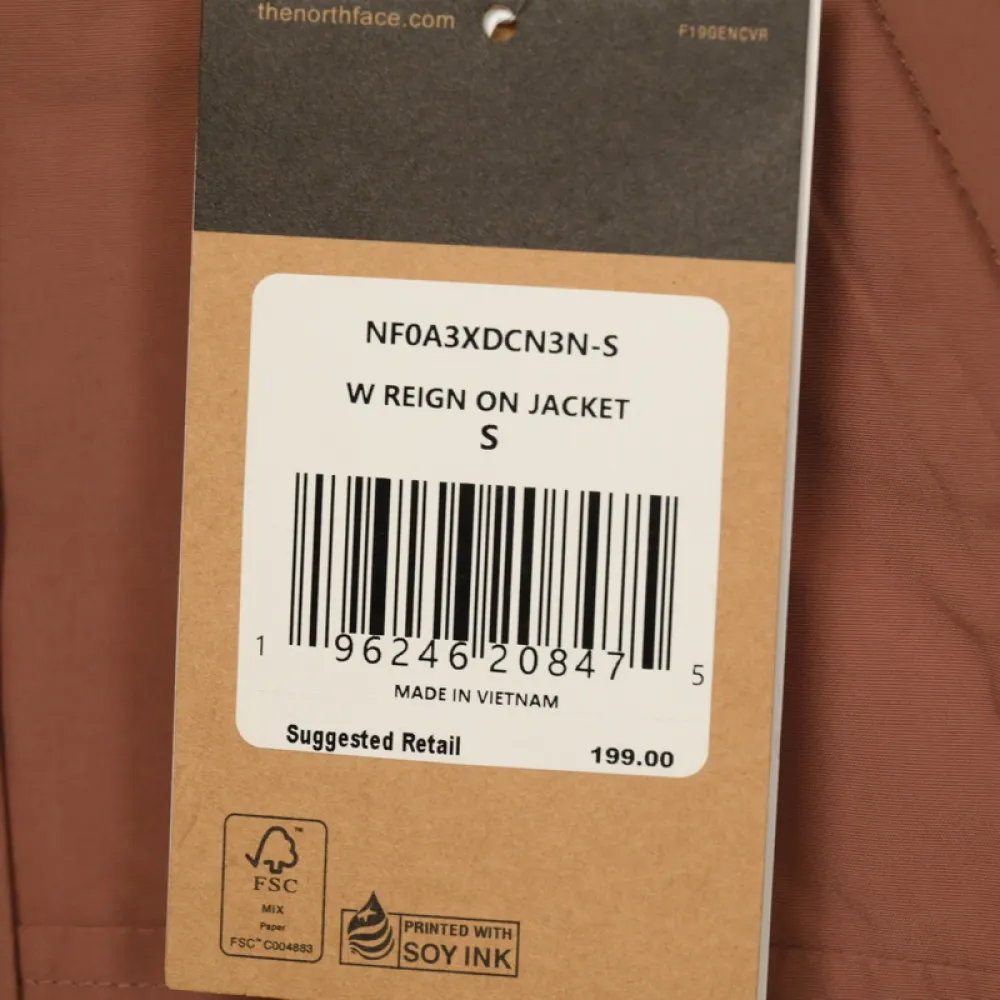 thenorthface.com
F19GENCVR
NF0A3XDCN3N-S
W REIGN ON JACKET
S
1 96246 20847 5
MADE IN VIETNAM
Suggested Retail 199.00
FSC
MIX
Paper
FSC™ C004883
PRINTED WITH
SOY INK